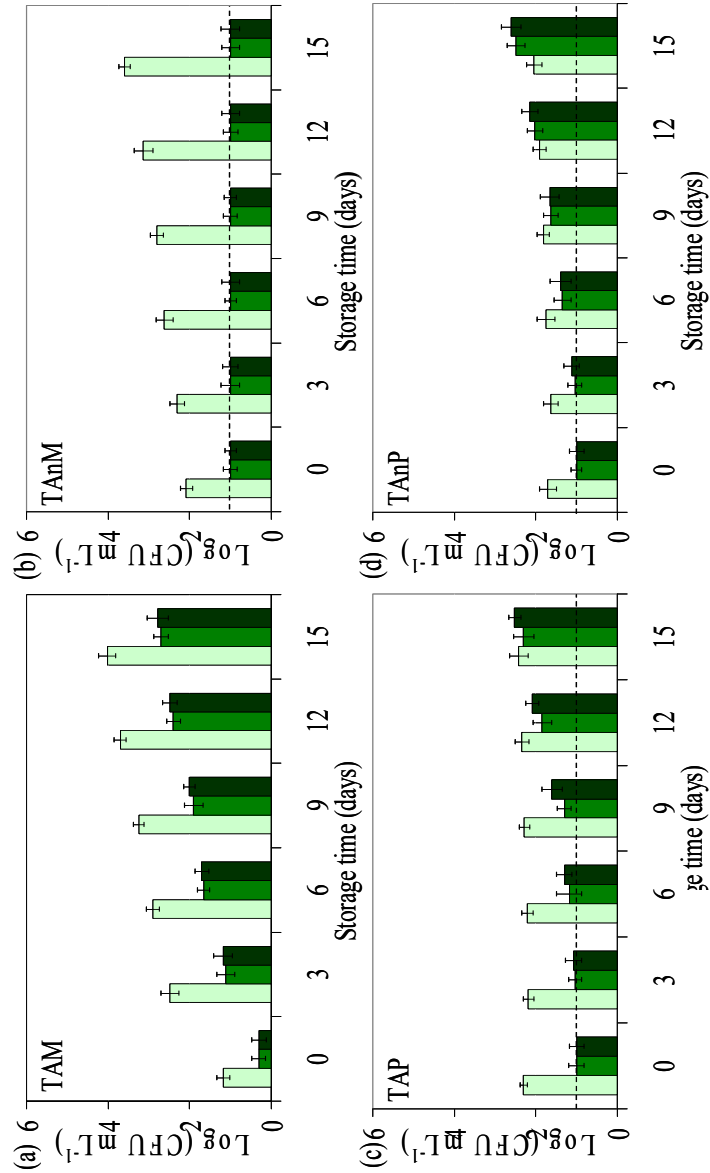 (a)
TAM
Log (CFU mL⁻¹)
6
4
2
0
0 3 6 9 12 15
Storage time (days)
(b)
TAnM
Log (CFU mL⁻¹)
6
4
2
0
0 3 6 9 12 15
Storage time (days)
(c)
TAP
Log (CFU mL⁻¹)
6
4
2
0
0 3 6 9 12 15
ge time (days)
(d)
TAnP
Log (CFU mL⁻¹)
6
4
2
0
0 3 6 9 12 15
Storage time (days)